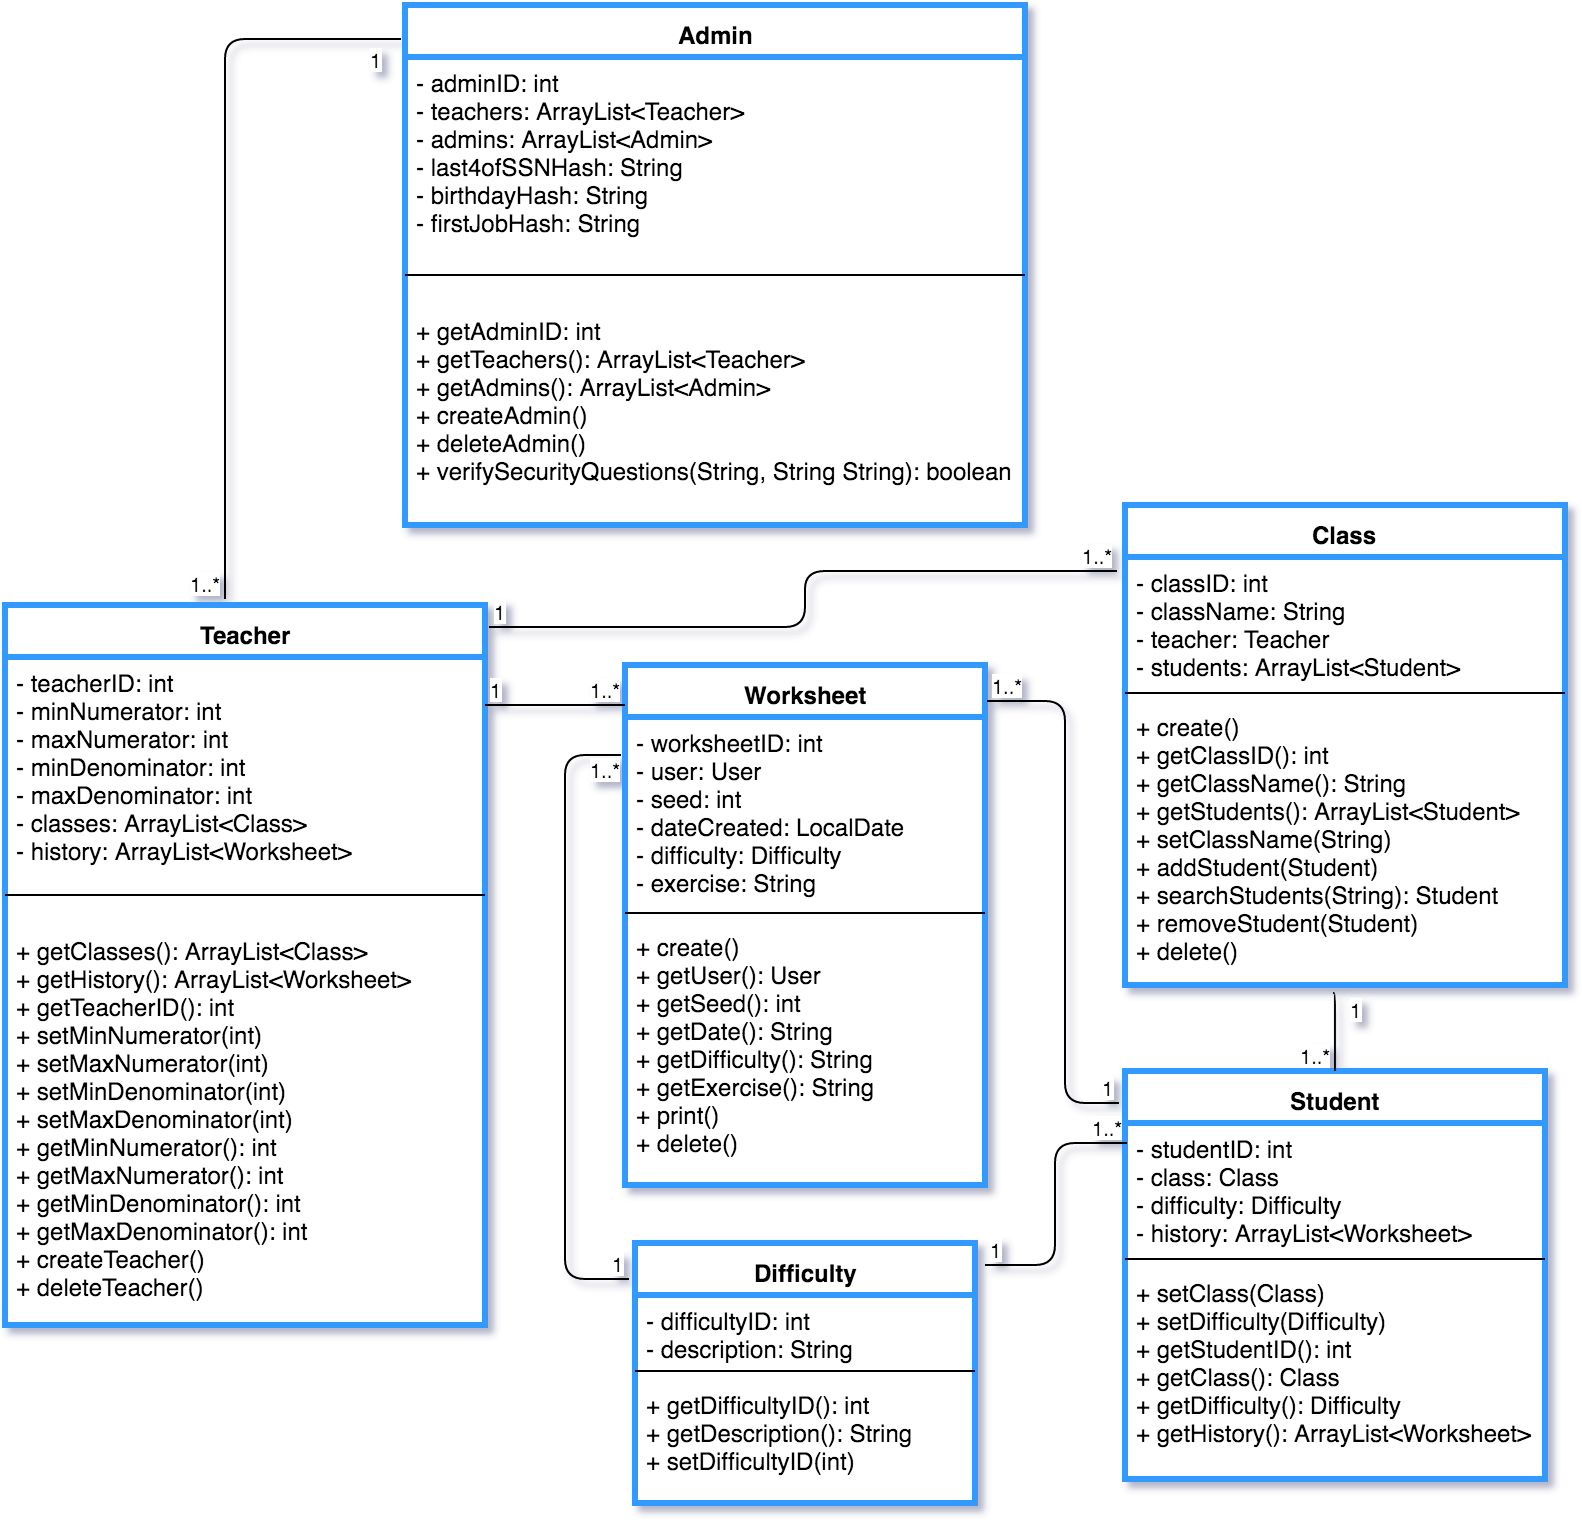 Admin
- adminID: int
- teachers: ArrayList<Teacher>
- admins: ArrayList<Admin>
- last4ofSSNHash: String
- birthdayHash: String
- firstJobHash: String
+ getAdminID: int
+ getTeachers(): ArrayList<Teacher>
+ getAdmins(): ArrayList<Admin>
+ createAdmin()
+ deleteAdmin()
+ verifySecurityQuestions(String, String String): boolean
1
1..*
Teacher
- teacherID: int
- minNumerator: int
- maxNumerator: int
- minDenominator: int
- maxDenominator: int
- classes: ArrayList<Class>
- history: ArrayList<Worksheet>
+ getClasses(): ArrayList<Class>
+ getHistory(): ArrayList<Worksheet>
+ getTeacherID(): int
+ setMinNumerator(int)
+ setMaxNumerator(int)
+ setMinDenominator(int)
+ setMaxDenominator(int)
+ getMinNumerator(): int
+ getMaxNumerator(): int
+ getMinDenominator(): int
+ getMaxDenominator(): int
+ createTeacher()
+ deleteTeacher()
1
1..*
1
1..*
Worksheet
- worksheetID: int
- user: User
- seed: int
- dateCreated: LocalDate
- difficulty: Difficulty
- exercise: String
+ create()
+ getUser(): User
+ getSeed(): int
+ getDate(): String
+ getDifficulty(): String
+ getExercise(): String
+ print()
+ delete()
1..*
1
1..*
1
Class
- classID: int
- className: String
- teacher: Teacher
- students: ArrayList<Student>
+ create()
+ getClassID(): int
+ getClassName(): String
+ getStudents(): ArrayList<Student>
+ setClassName(String)
+ addStudent(Student)
+ searchStudents(String): Student
+ removeStudent(Student)
+ delete()
1
1..*
Difficulty
- difficultyID: int
- description: String
+ getDifficultyID(): int
+ getDescription(): String
+ setDifficultyID(int)
1
1..*
Student
- studentID: int
- class: Class
- difficulty: Difficulty
- history: ArrayList<Worksheet>
+ setClass(Class)
+ setDifficulty(Difficulty)
+ getStudentID(): int
+ getClass(): Class
+ getDifficulty(): Difficulty
+ getHistory(): ArrayList<Worksheet>